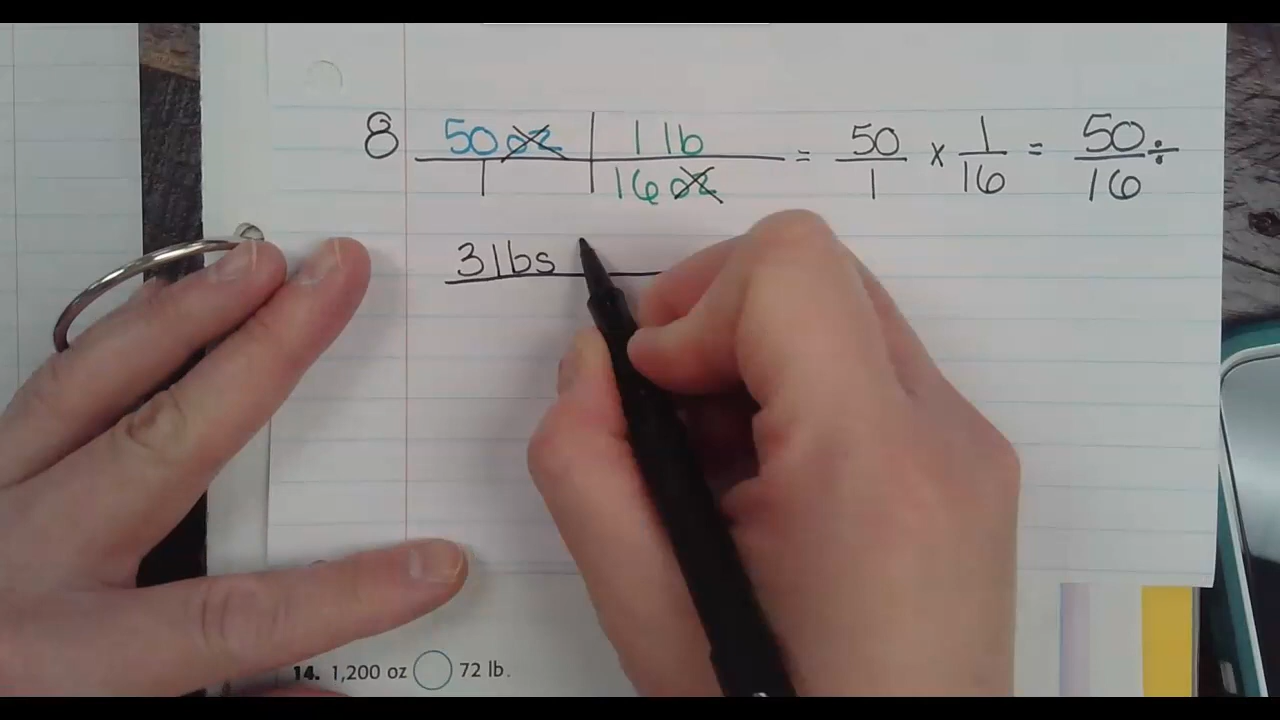 8 50 oz | 1 lb = 50/1 x 1/16 = 50/16 ÷
1 | 16 oz
3 lbs
14. 1,200 oz ◯ 72 lb.